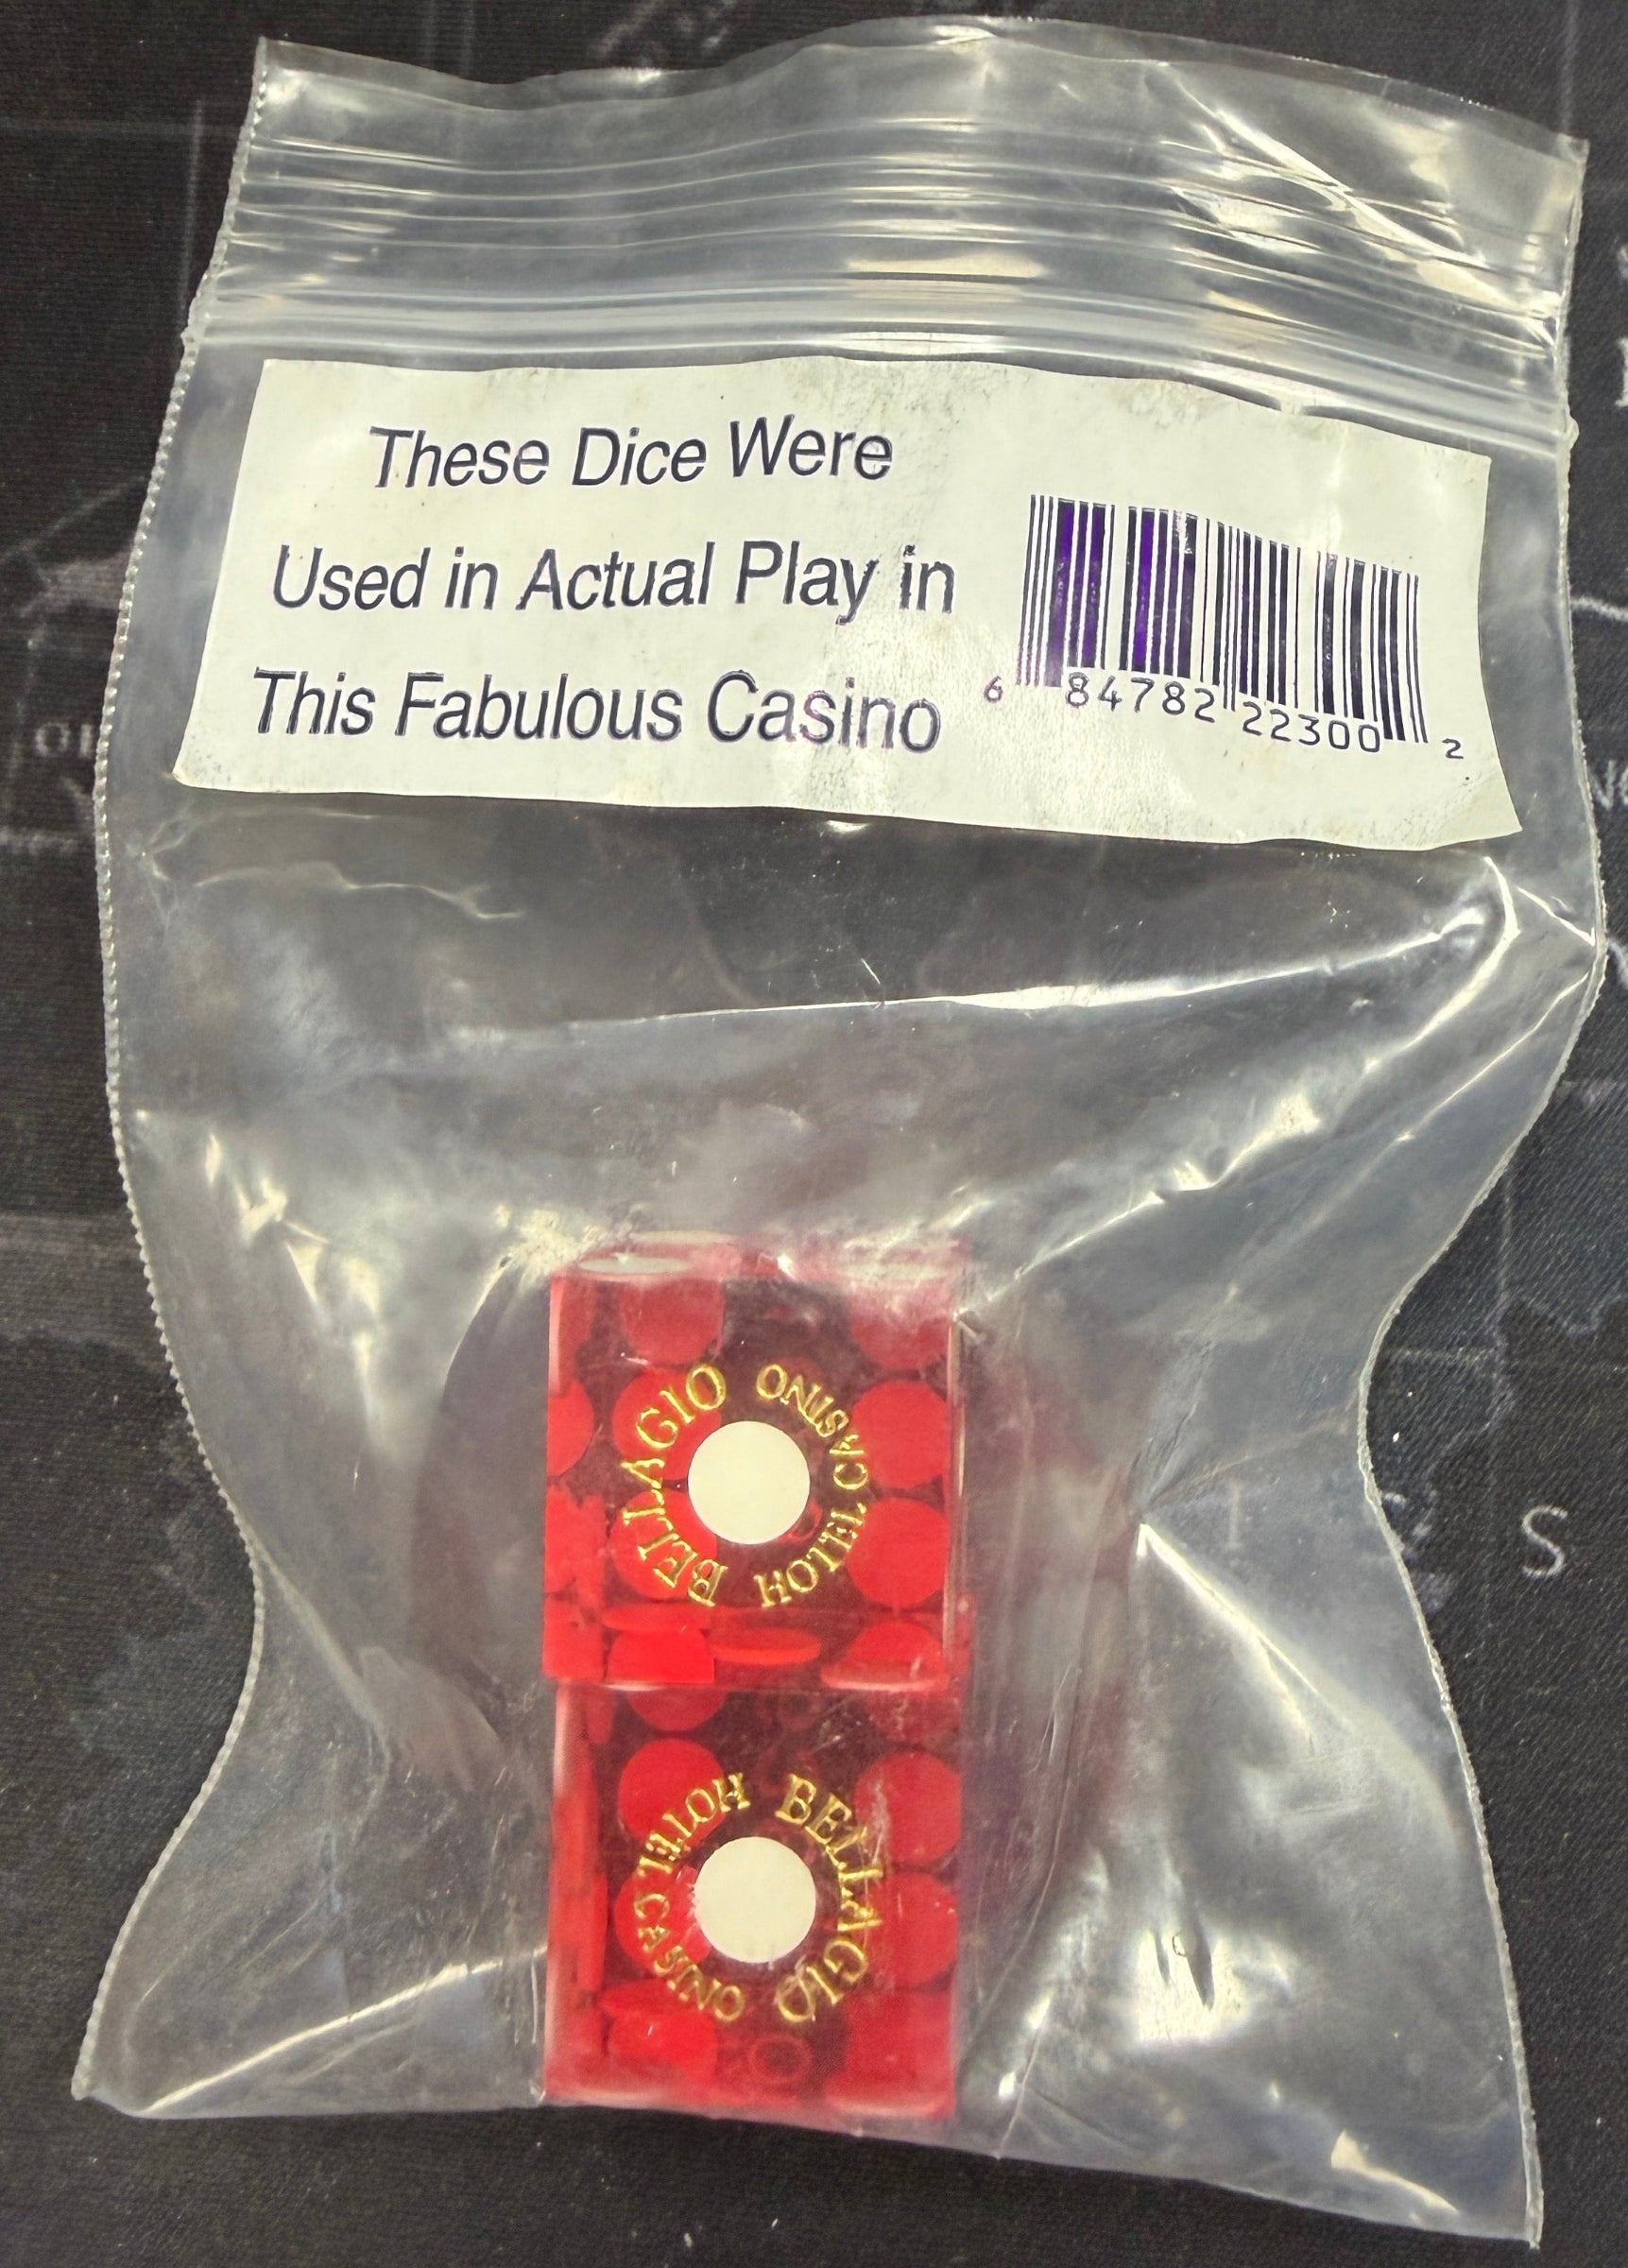 These Dice Were
Used in Actual Play in
This Fabulous Casino
6 84782 22300 2
BELLAGIO
HOTEL CASINO
HOTEL CASINO
BELLAGIO
S